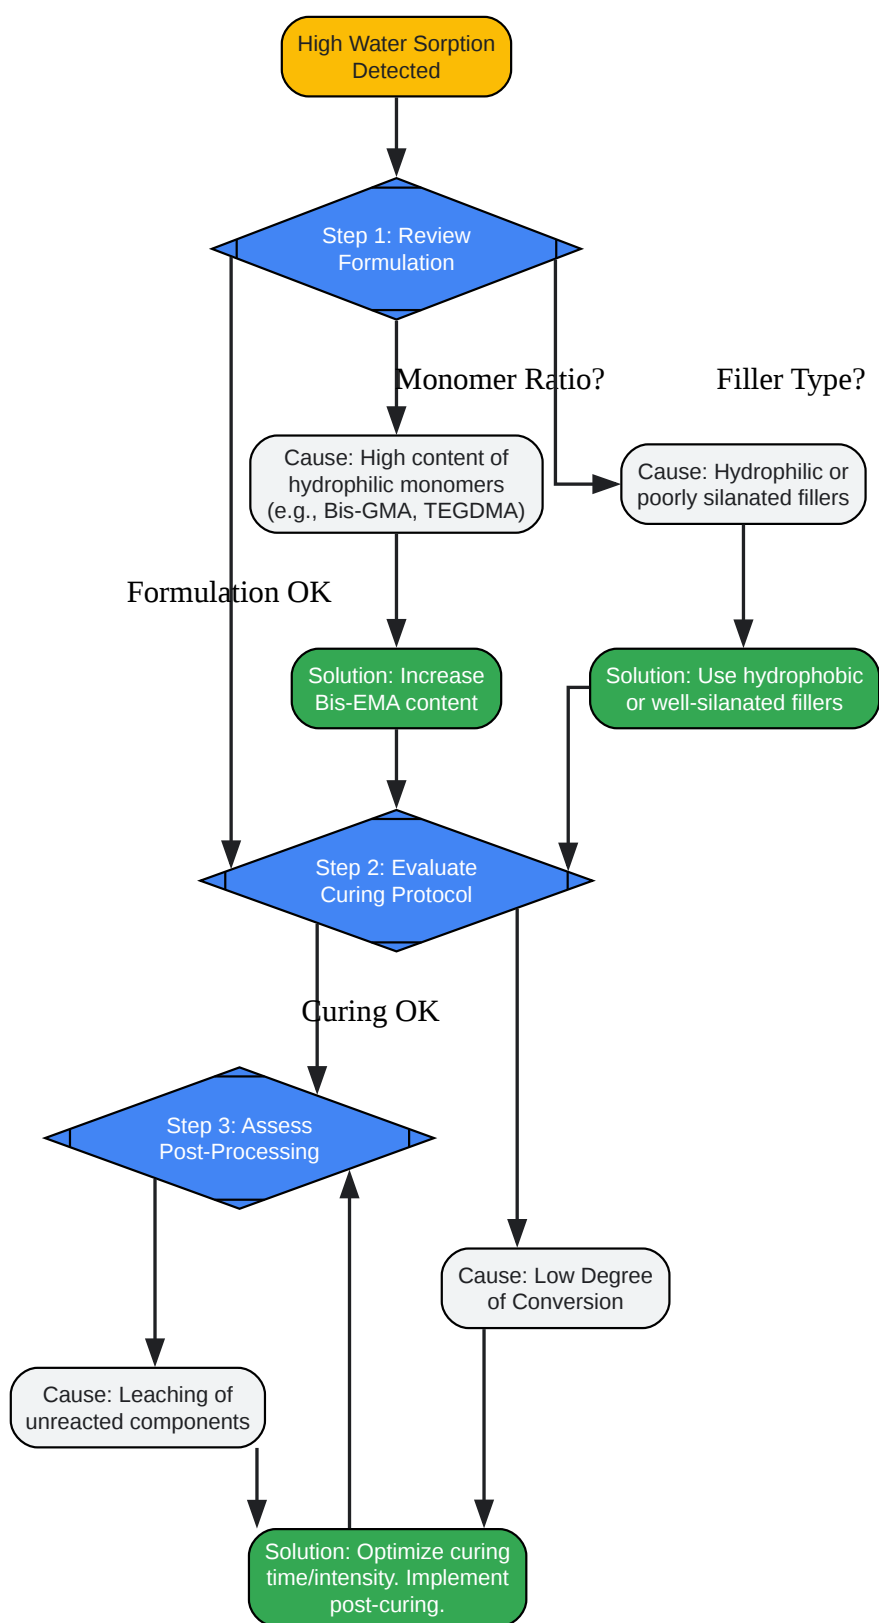 High Water Sorption
Detected
Step 1: Review
Formulation
Monomer Ratio?
Filler Type?
Cause: High content of
hydrophilic monomers
(e.g., Bis-GMA, TEGDMA)
Cause: Hydrophilic or
poorly silanated fillers
Formulation OK
Solution: Increase
Bis-EMA content
Solution: Use hydrophobic
or well-silanated fillers
Step 2: Evaluate
Curing Protocol
Curing OK
Step 3: Assess
Post-Processing
Cause: Low Degree
of Conversion
Cause: Leaching of
unreacted components
Solution: Optimize curing
time/intensity. Implement
post-curing.